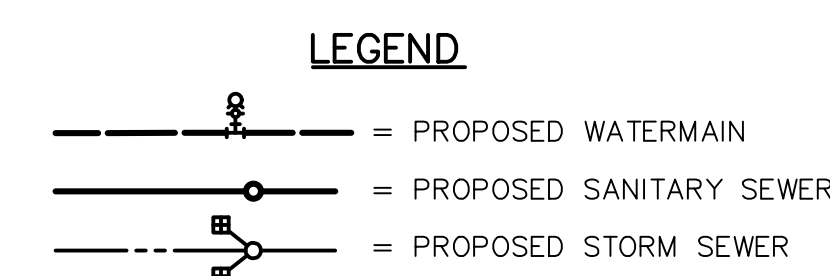 LEGEND
= PROPOSED WATERMAIN
= PROPOSED SANITARY SEWER
= PROPOSED STORM SEWER